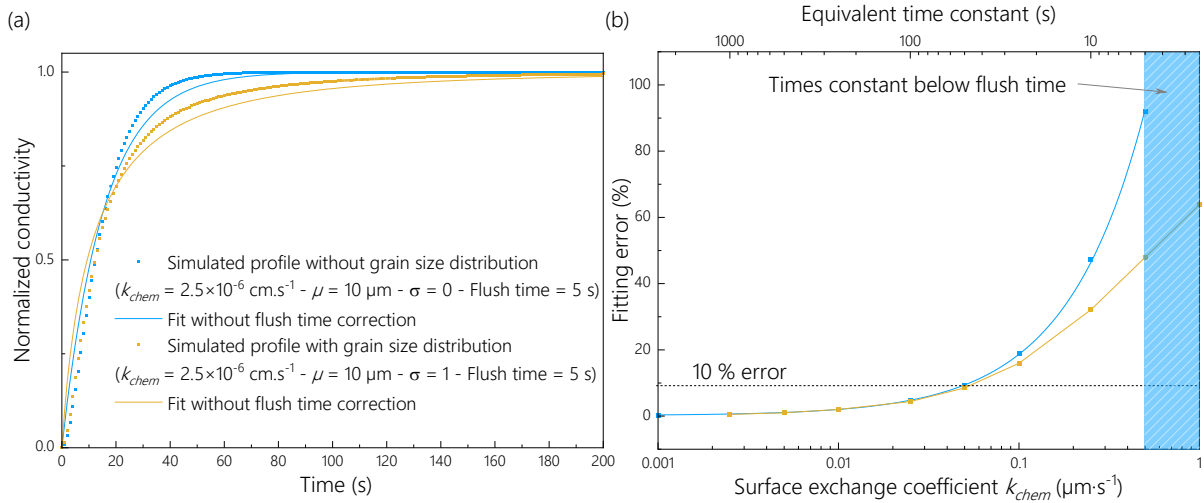 (a)
1.0
0.5
0.0
Normalized conductivity
Simulated profile without grain size distribution
(kchem = 2.5×10⁻⁶ cm.s⁻¹ - μ = 10 μm - σ = 0 - Flush time = 5 s)
Fit without flush time correction
Simulated profile with grain size distribution
(kchem = 2.5×10⁻⁶ cm.s⁻¹ - μ = 10 μm - σ = 1 - Flush time = 5 s)
Fit without flush time correction
0 20 40 60 80 100 120 140 160 180 200
Time (s)
(b)
Equivalent time constant (s)
1000 100 10
Times constant below flush time
100
80
60
40
20
0
Fitting error (%)
10 % error
0.001 0.01 0.1 1
Surface exchange coefficient kchem (μm·s⁻¹)